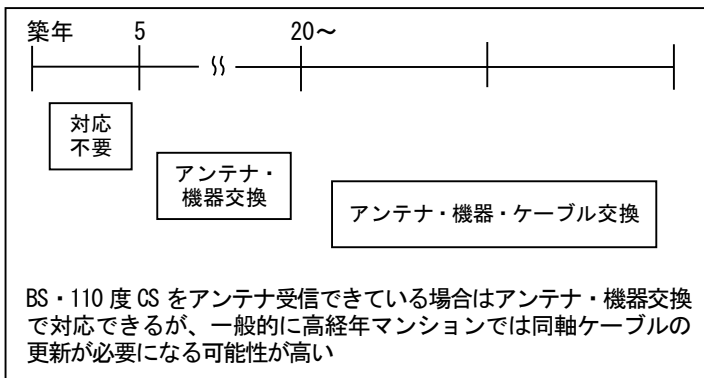 築年 5 20～
対応
不要
アンテナ・
機器交換
アンテナ・機器・ケーブル交換
BS・110 度 CS をアンテナ受信できている場合はアンテナ・機器交換
で対応できるが、一般的に高経年マンションでは同軸ケーブルの
更新が必要になる可能性が高い